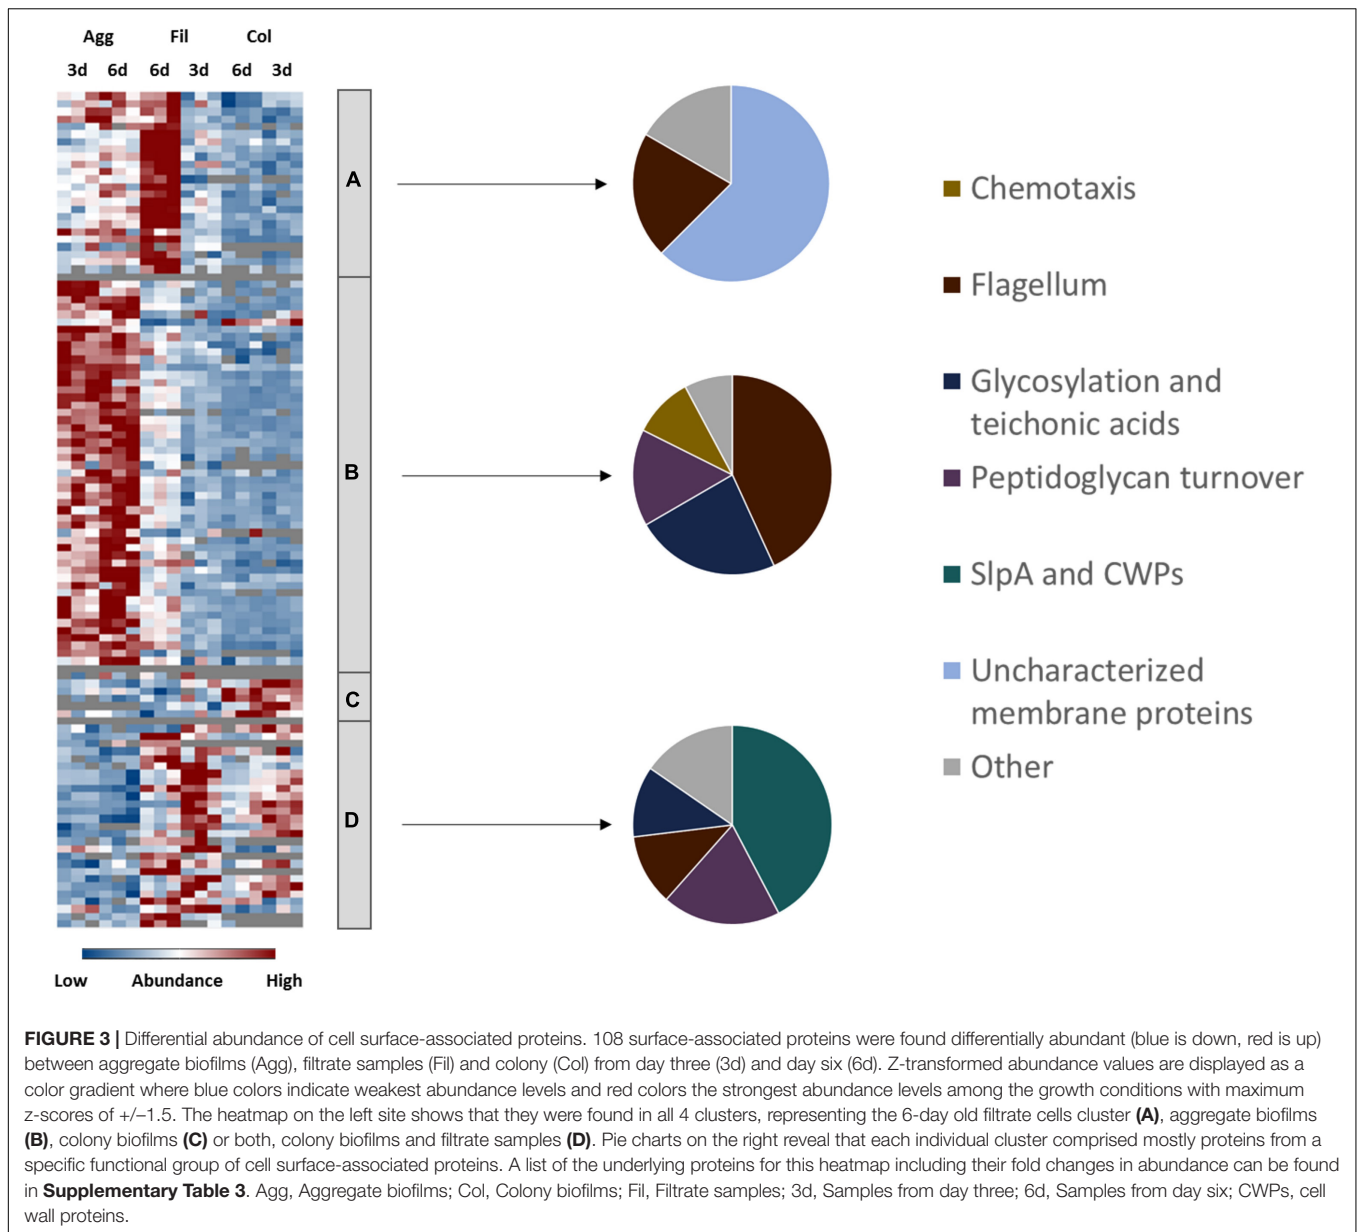 Agg Fil Col
3d 6d 6d 3d 6d 3d
A
B
C
D
Low Abundance High
Chemotaxis
Flagellum
Glycosylation and
teichonic acids
Peptidoglycan turnover
SlpA and CWPs
Uncharacterized
membrane proteins
Other
FIGURE 3 | Differential abundance of cell surface-associated proteins. 108 surface-associated proteins were found differentially abundant (blue is down, red is up)
between aggregate biofilms (Agg), filtrate samples (Fil) and colony (Col) from day three (3d) and day six (6d). Z-transformed abundance values are displayed as a
color gradient where blue colors indicate weakest abundance levels and red colors the strongest abundance levels among the growth conditions with maximum
z-scores of +/–1.5. The heatmap on the left site shows that they were found in all 4 clusters, representing the 6-day old filtrate cells cluster (A), aggregate biofilms
(B), colony biofilms (C) or both, colony biofilms and filtrate samples (D). Pie charts on the right reveal that each individual cluster comprised mostly proteins from a
specific functional group of cell surface-associated proteins. A list of the underlying proteins for this heatmap including their fold changes in abundance can be found
in Supplementary Table 3. Agg, Aggregate biofilms; Col, Colony biofilms; Fil, Filtrate samples; 3d, Samples from day three; 6d, Samples from day six; CWPs, cell
wall proteins.